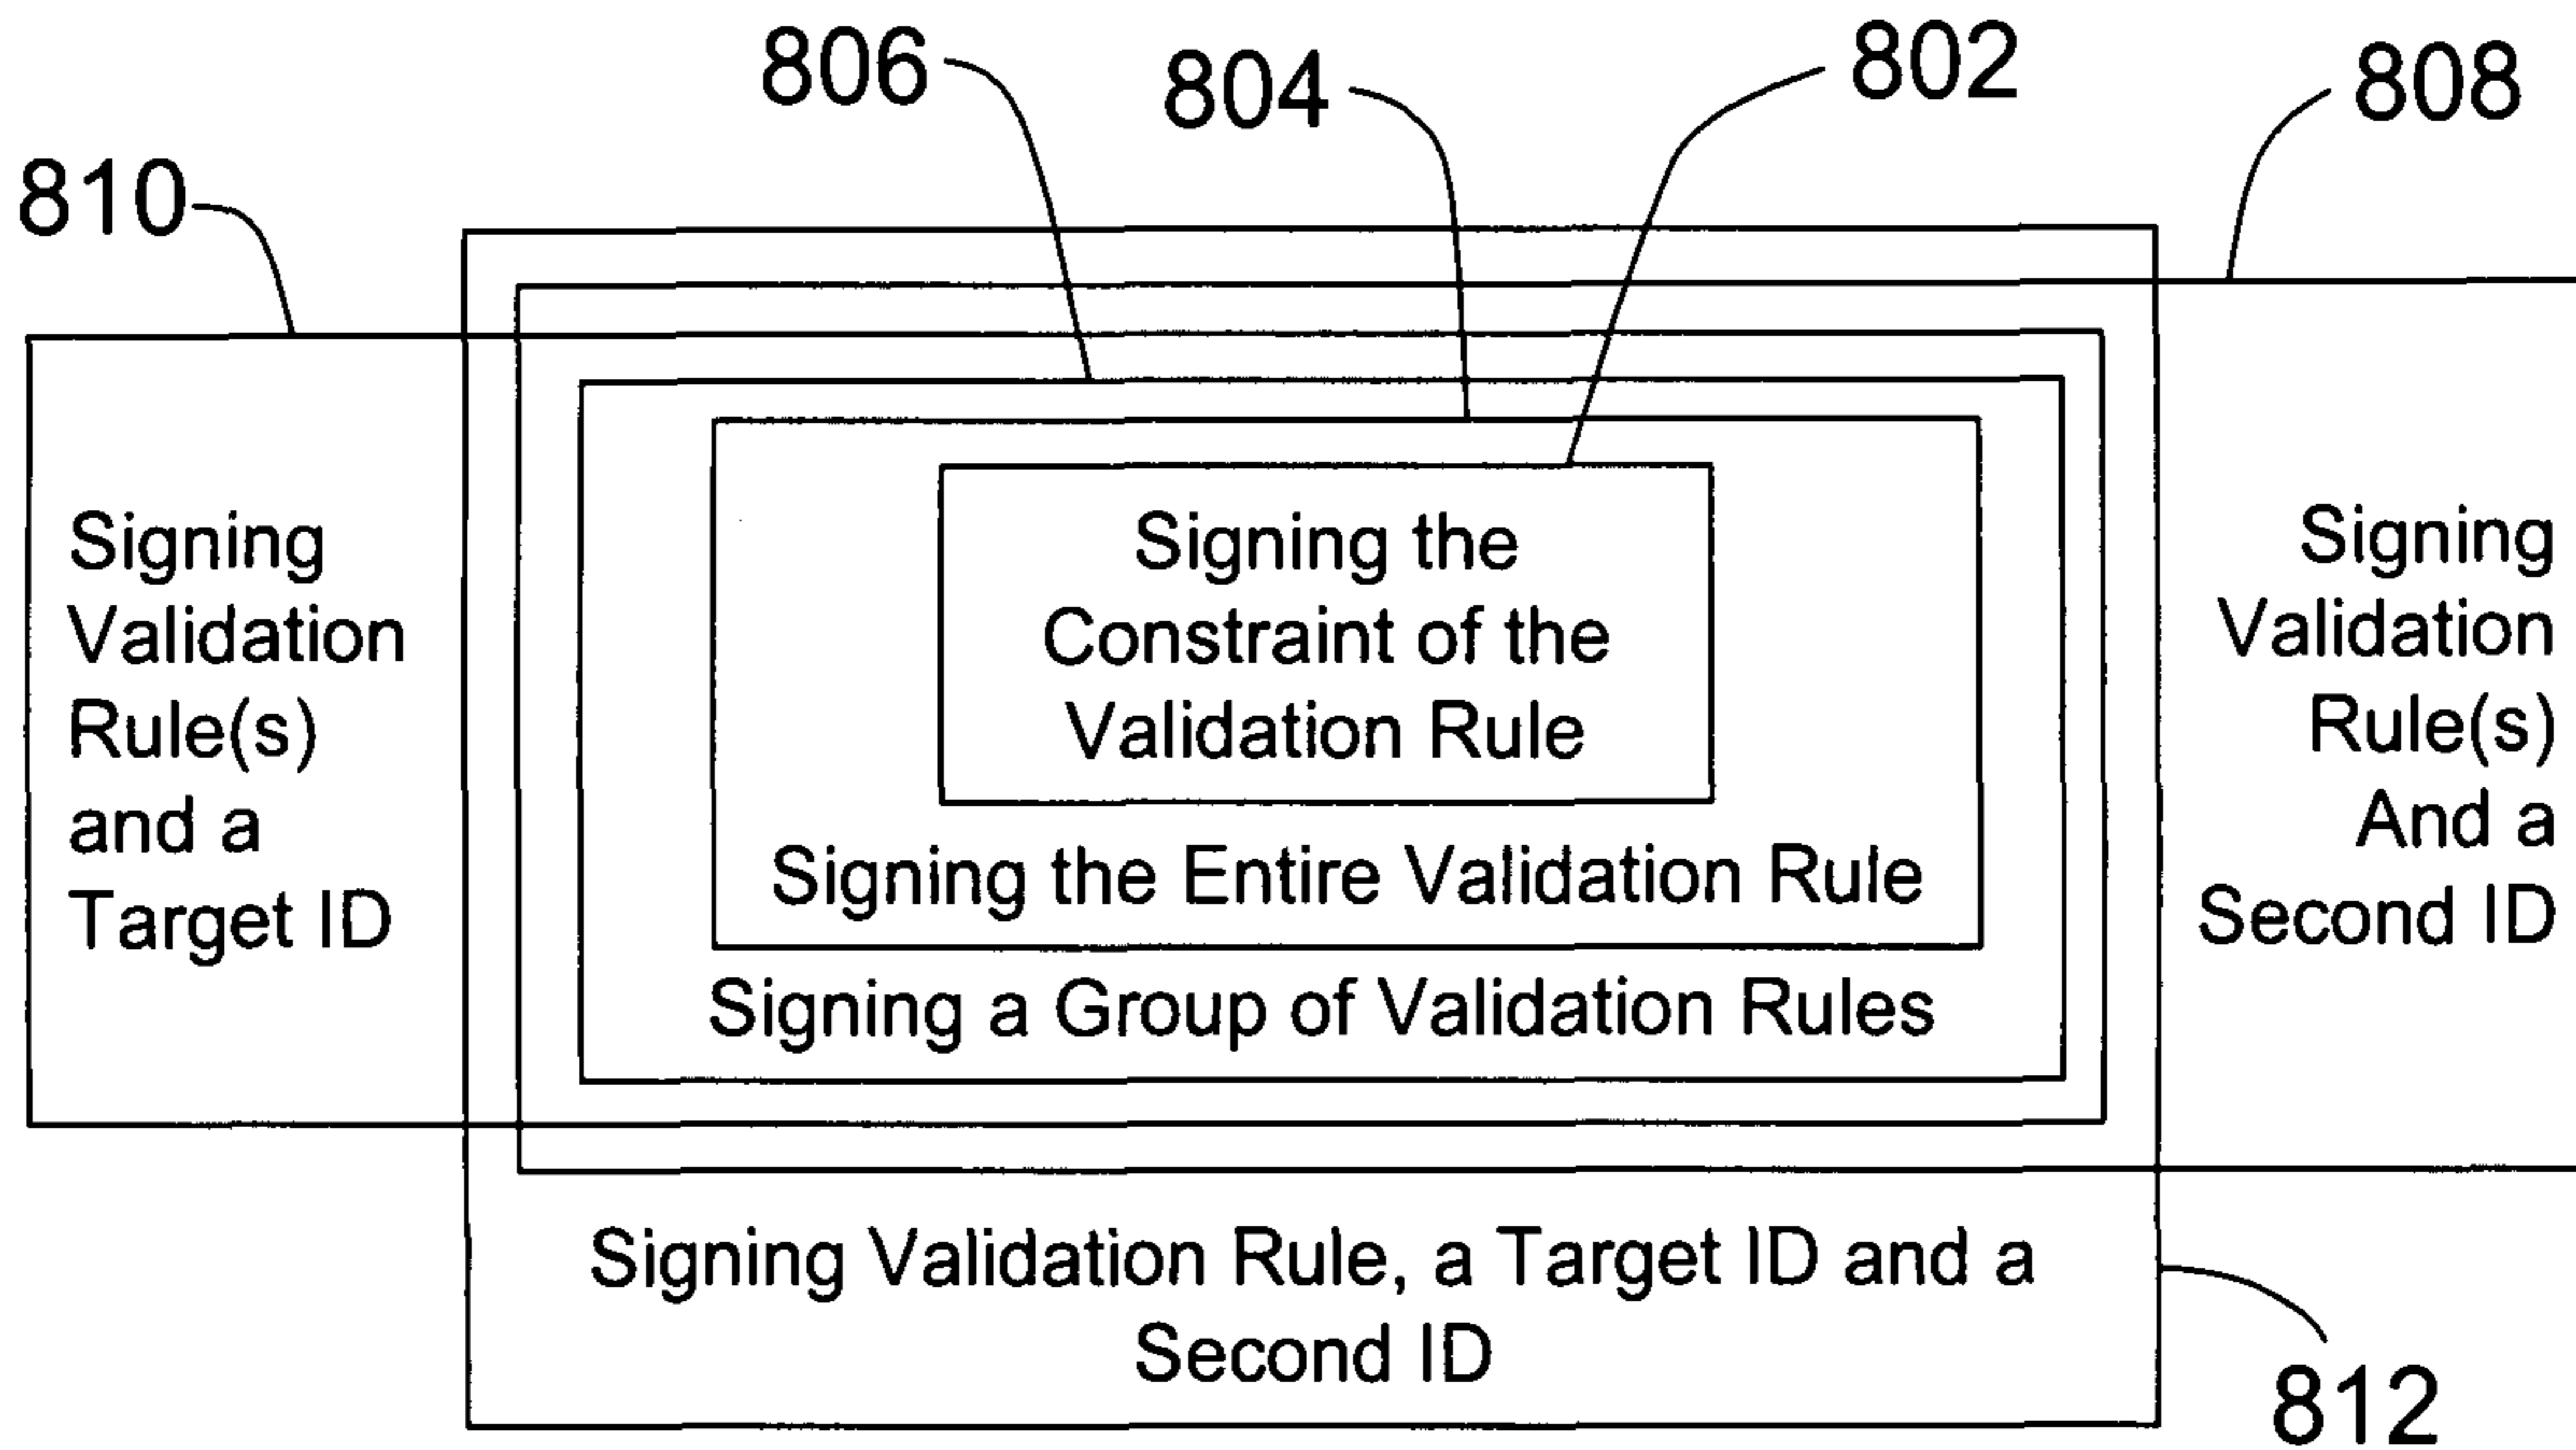 806
804
802
808
810
Signing
Validation
Rule(s)
and a
Target ID
Signing the
Constraint of the
Validation Rule
Signing the Entire Validation Rule
Signing a Group of Validation Rules
Signing
Validation
Rule(s)
And a
Second ID
Signing Validation Rule, a Target ID and a
Second ID
812